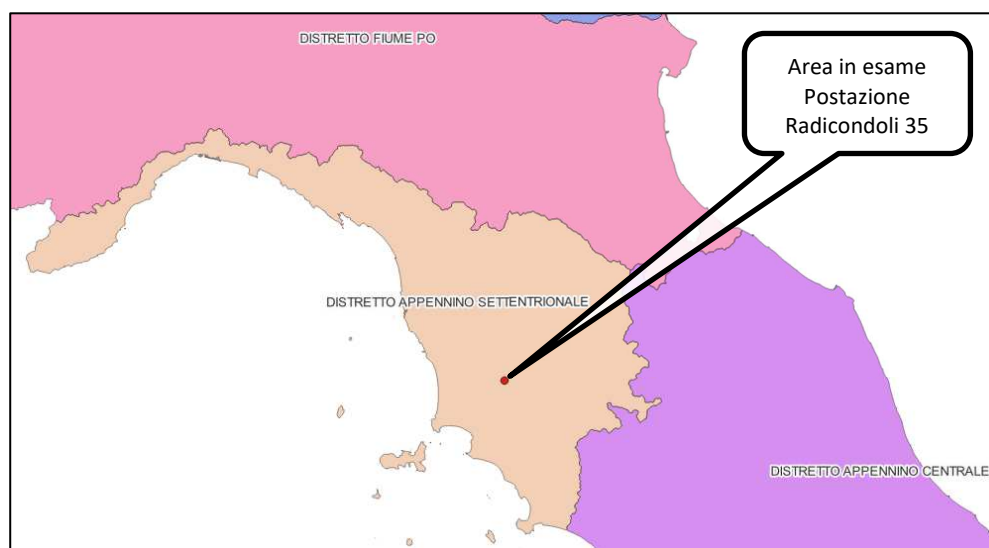 DISTRETTO FIUME PO
Area in esame
Postazione
Radicondoli 35
DISTRETTO APPENNINO SETTENTRIONALE
DISTRETTO APPENNINO CENTRALE